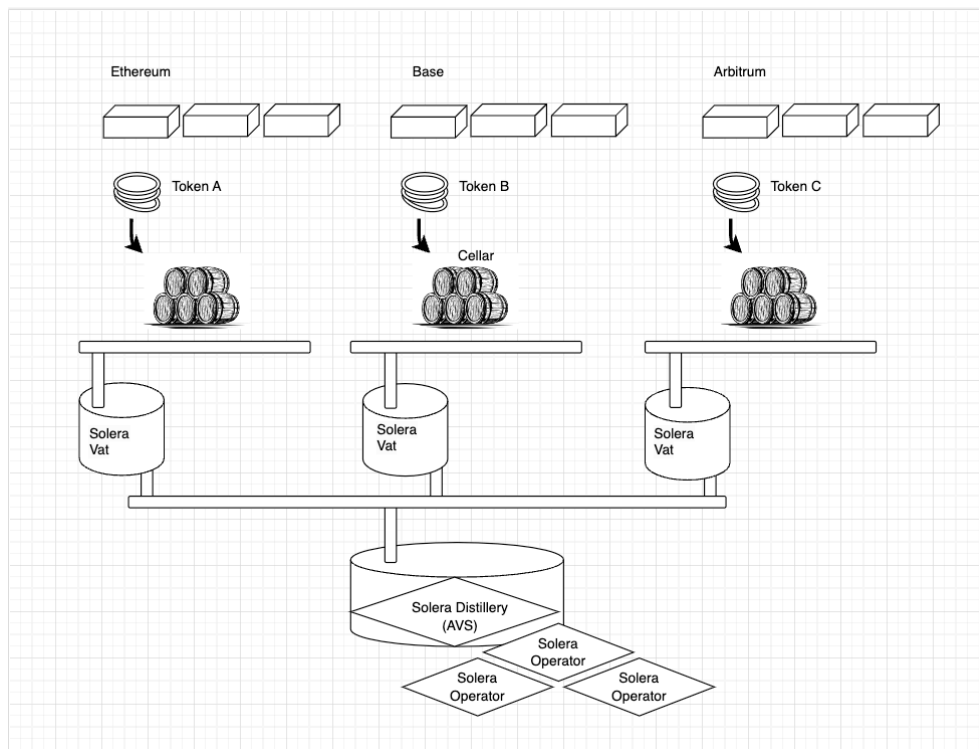 Ethereum
Base
Arbitrum
Token A
Token B
Token C
Cellar
Solera
Vat
Solera
Vat
Solera
Vat
Solera Distillery
(AVS)
Solera
Operator
Solera
Operator
Solera
Operator